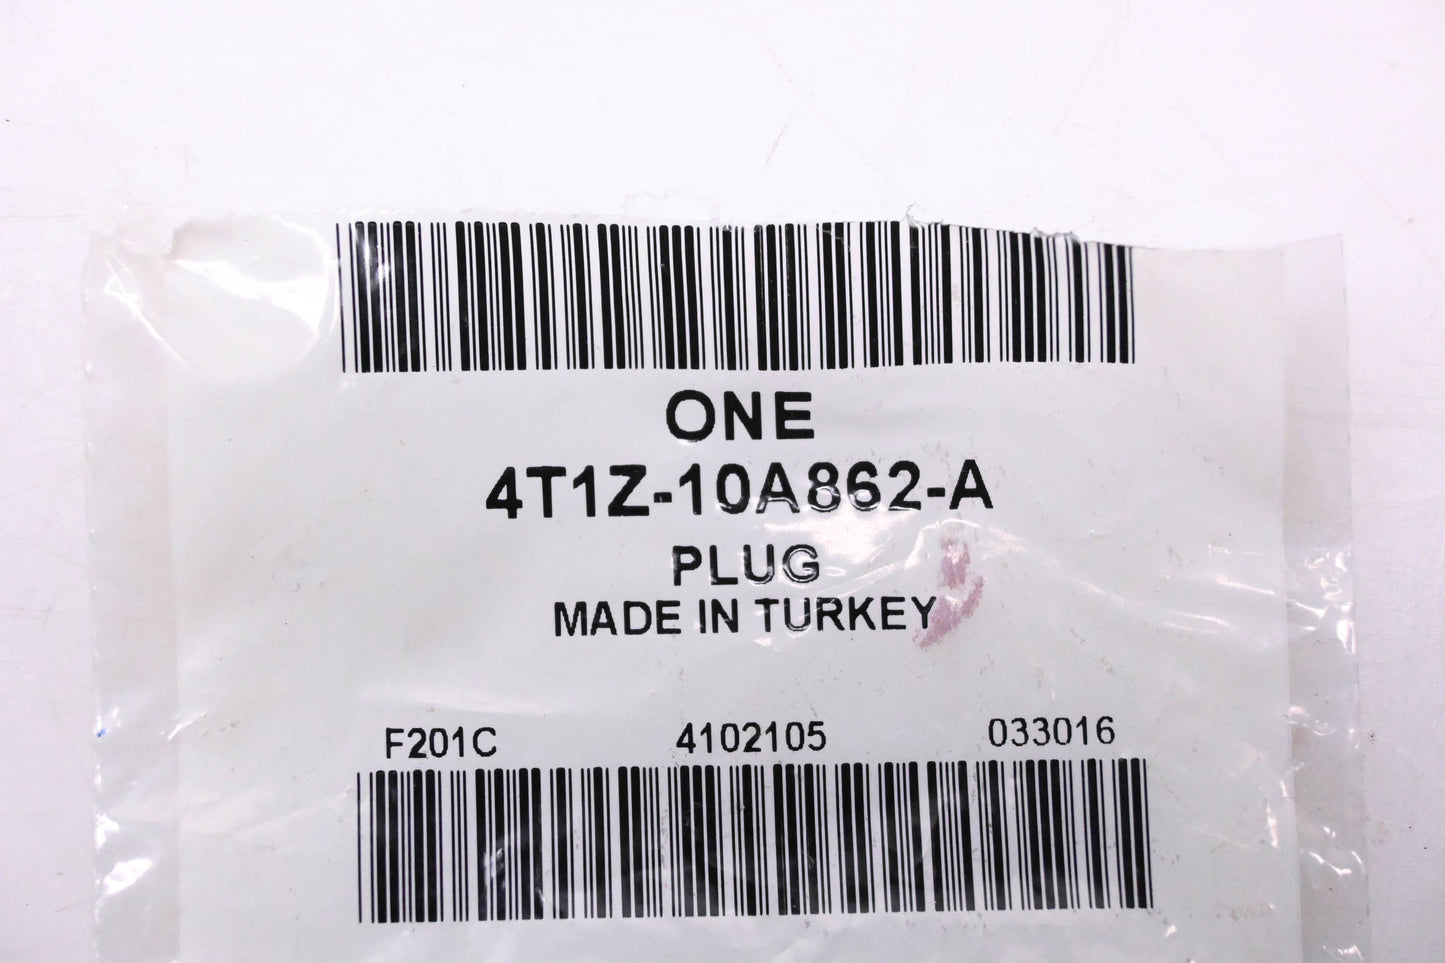 ONE
4T1Z-10A862-A
PLUG
MADE IN TURKEY
F201C 4102105 033016